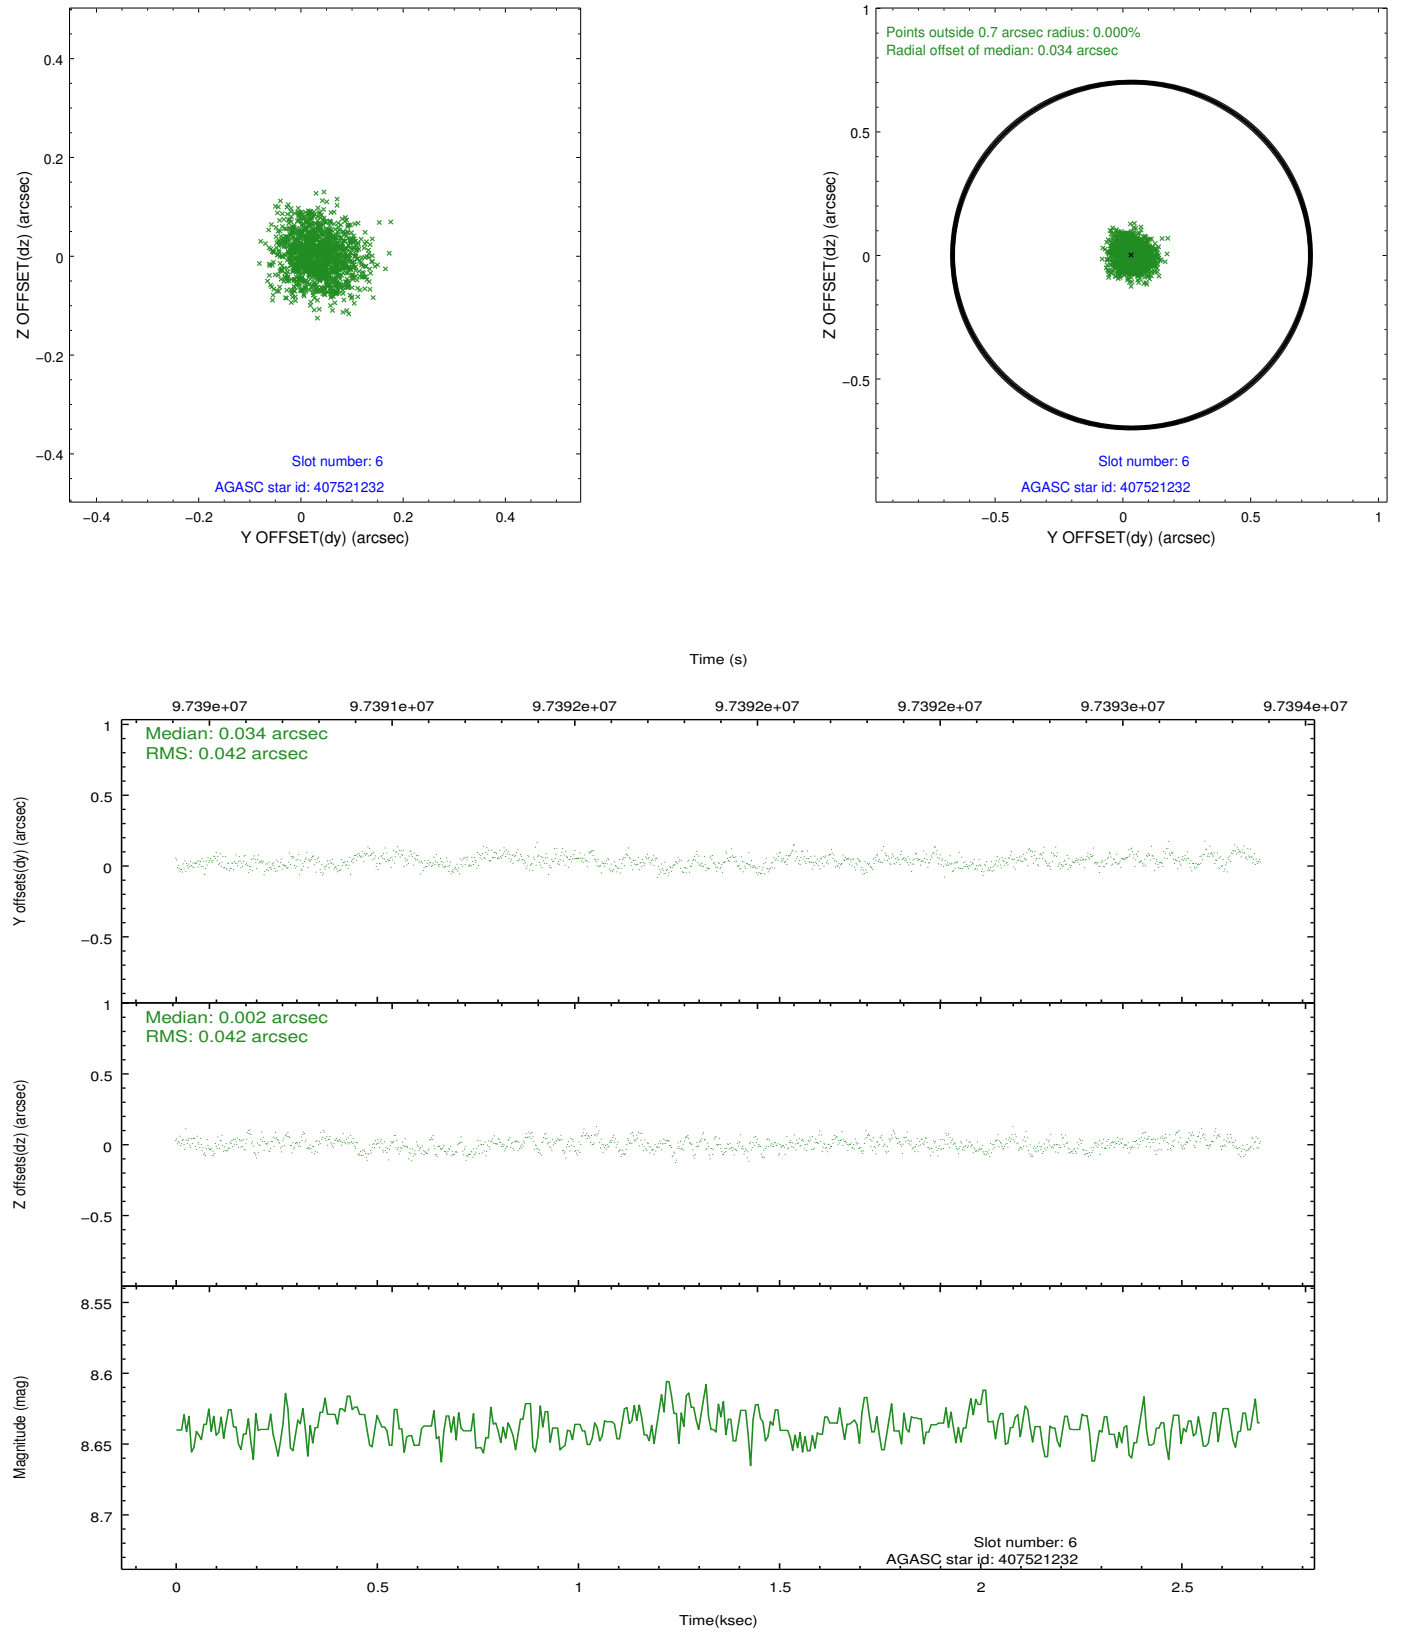 0.4
0.2
0
−0.2
−0.4
Z OFFSET(dz) (arcsec)
Slot number: 6
AGASC star id: 407521232
−0.4
−0.2
0
0.2
0.4
Y OFFSET(dy) (arcsec)
1
0.5
0
−0.5
Z OFFSET(dz) (arcsec)
Points outside 0.7 arcsec radius: 0.000%
Radial offset of median: 0.034 arcsec
Slot number: 6
AGASC star id: 407521232
−0.5
0
0.5
1
Y OFFSET(dy) (arcsec)
Time (s)
9.739e+07
9.7391e+07
9.7392e+07
9.7392e+07
9.7392e+07
9.7393e+07
9.7394e+07
1
0.5
0
−0.5
Y offsets(dy) (arcsec)
Median: 0.034 arcsec
RMS: 0.042 arcsec
1
0.5
0
−0.5
Z offsets(dz) (arcsec)
Median: 0.002 arcsec
RMS: 0.042 arcsec
8.55
8.6
8.65
8.7
Magnitude (mag)
Slot number: 6
AGASC star id: 407521232
0
0.5
1
1.5
2
2.5
Time(ksec)